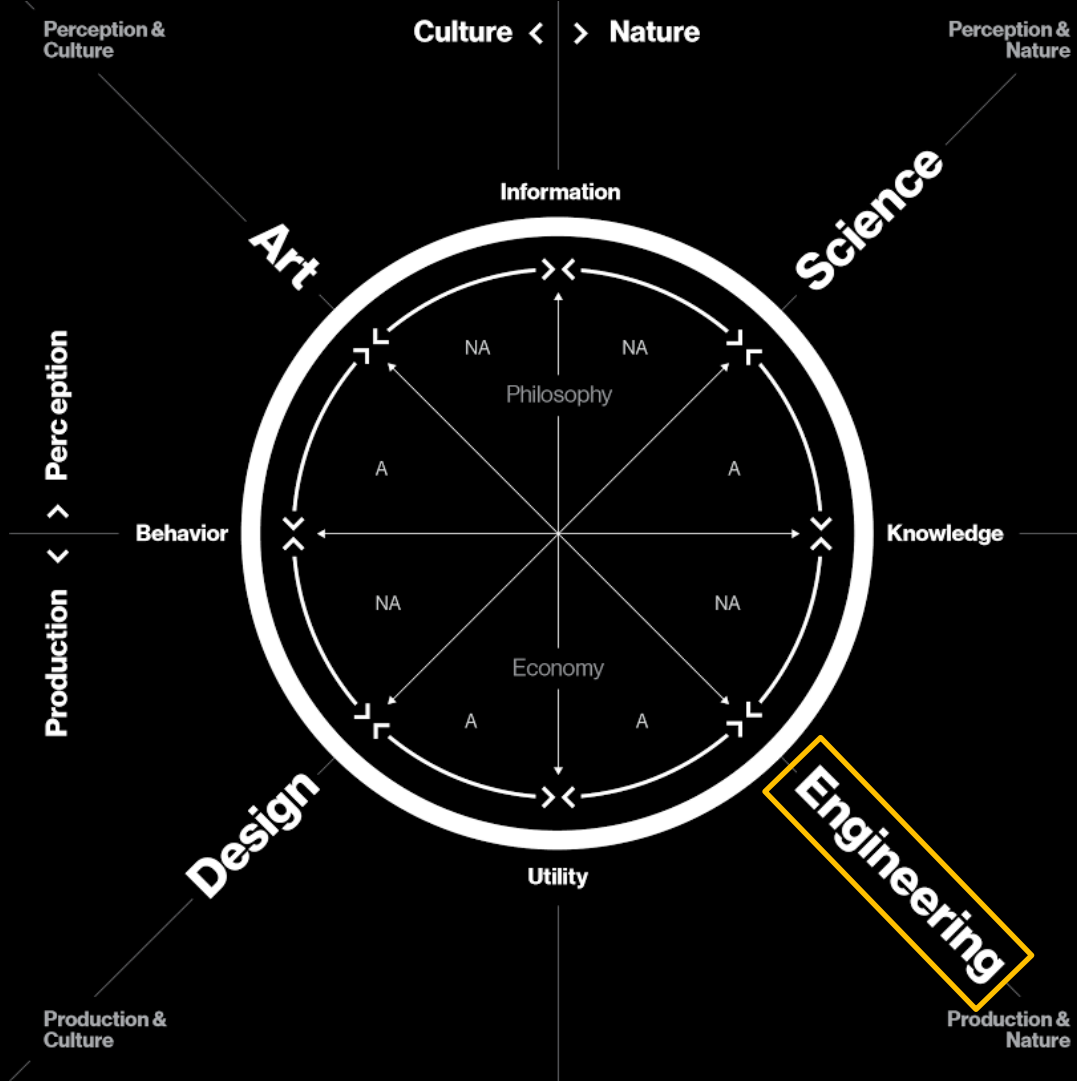 Perception &
Culture
Culture < > Nature
Perception &
Nature
Art
Science
Information
NA
NA
Philosophy
Perception
A
A
Behavior
Knowledge
NA
NA
Production
Economy
A
A
Design
Engineering
Utility
Production &
Culture
Production &
Nature